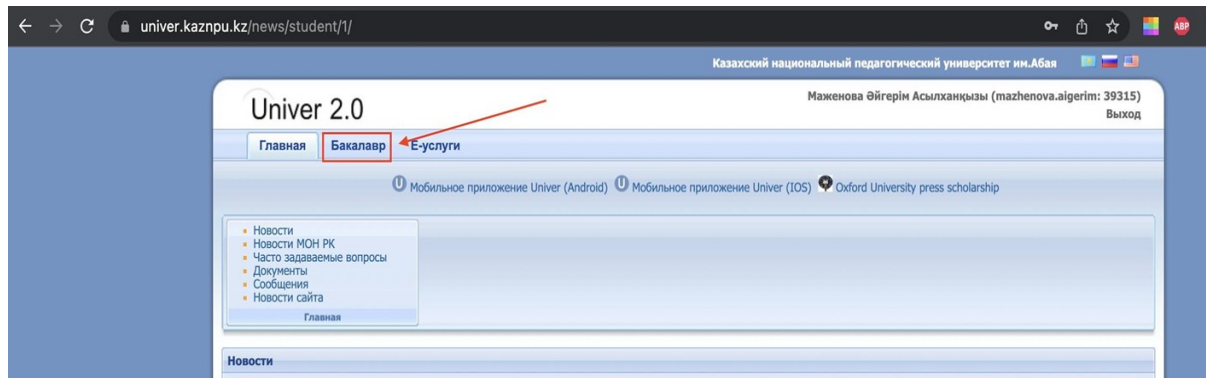 univer.kaznpu.kz/news/student/1/
ABP
Казахский национальный педагогический университет им.Абая
Univer 2.0
Маженова Әйгерім Асылханқызы (mazhenova.aigerim: 39315)
Выход
Главная Бакалавр Е-услуги
Мобильное приложение Univer (Android) Мобильное приложение Univer (IOS) Oxford University press scholarship
Новости
Новости МОН РК
Часто задаваемые вопросы
Документы
Сообщения
Новости сайта
Главная
Новости